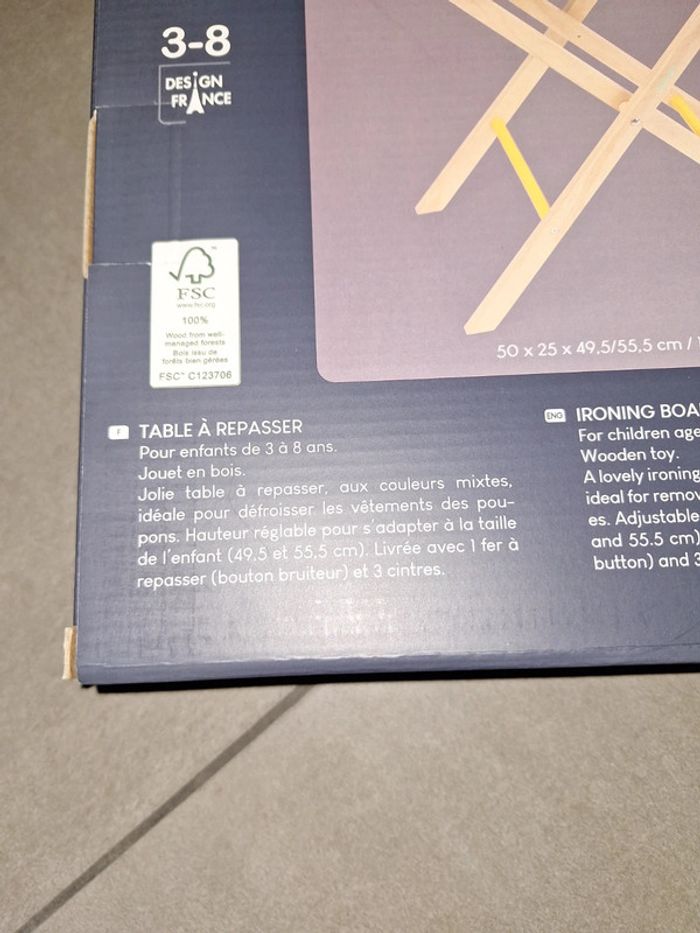 3-8
DESIGN
FRANCE
FSC
www.fsc.org
100%
Wood from well-
managed forests
Bois issu de
forêts bien gérées
FSC™ C123706
50 x 25 x 49,5/55,5 cm /
F TABLE À REPASSER
Pour enfants de 3 à 8 ans.
Jouet en bois.
Jolie table à repasser, aux couleurs mixtes,
idéale pour défroisser les vêtements des pou-
pons. Hauteur réglable pour s'adapter à la taille
de l'enfant (49.5 et 55.5 cm). Livrée avec 1 fer à
repasser (bouton bruiteur) et 3 cintres.
ENG IRONING BOA
For children age
Wooden toy.
A lovely ironing
ideal for remo
es. Adjustable
and 55.5 cm)
button) and 3